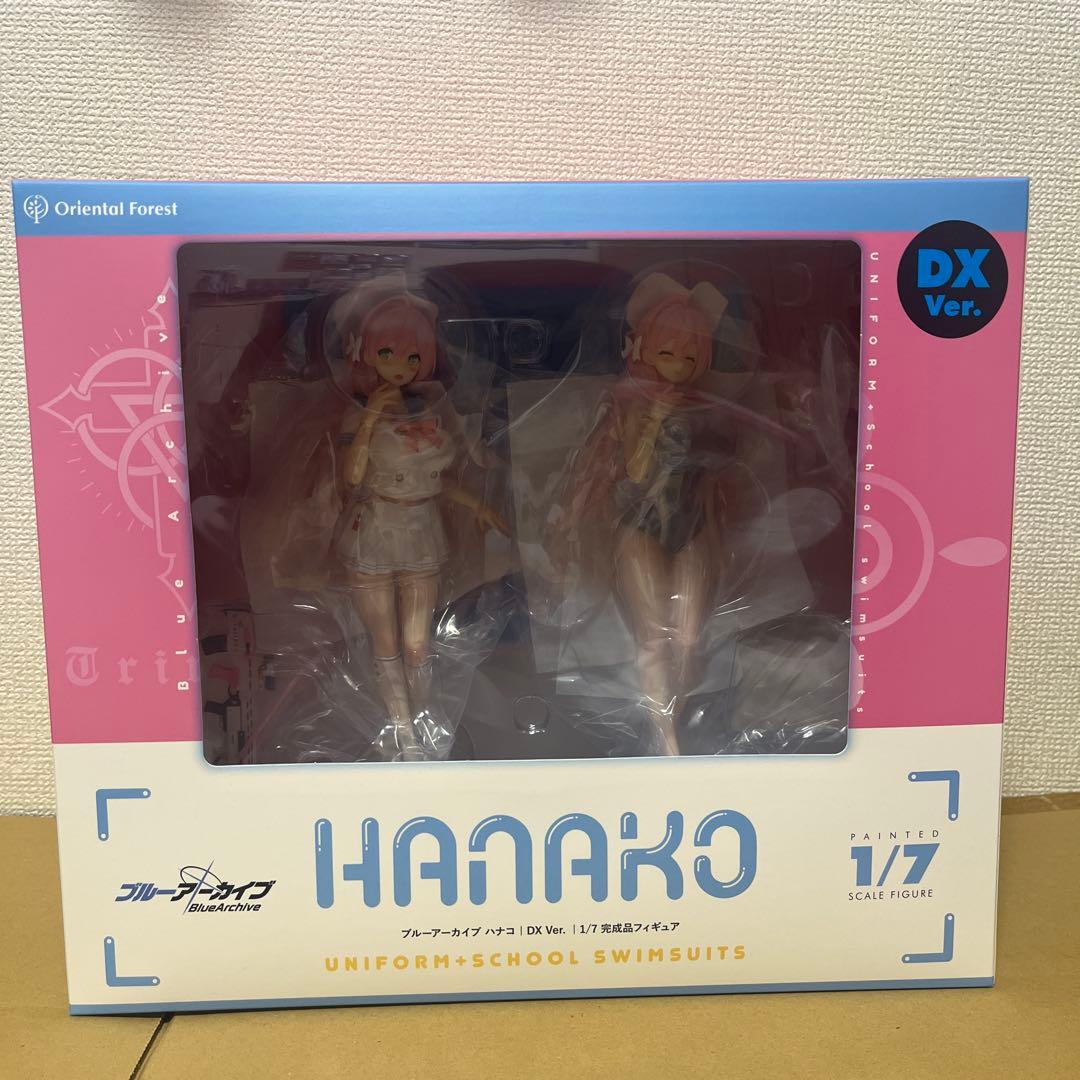 Oriental Forest
DX
Ver.
Blue Archive
UNIFORM+School swimsuits
Tri
HANAKO
ブルーアーカイブ
BlueArchive
PAINTED
1/7
SCALE FIGURE
ブルーアーカイブ ハナコ | DX Ver. | 1/7 完成品フィギュア
UNIFORM+SCHOOL SWIMSUITS